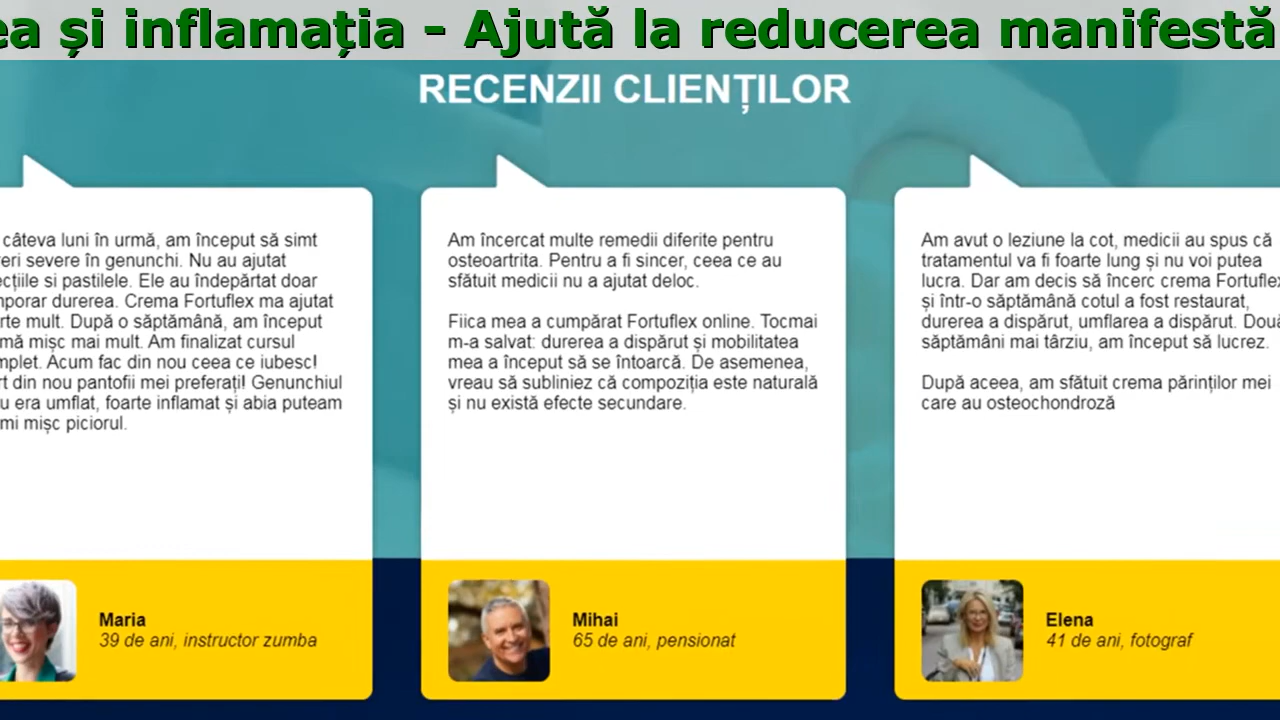 ea și inflamația - Ajută la reducerea manifestă
RECENZII CLIENȚILOR
câteva luni în urmă, am început să simt
eri severe în genunchi. Nu au ajutat
ecțiile si pastilele. Ele au îndepărtat doar
nporar durerea. Crema Fortuflex ma ajutat
rte mult. După o săptămână, am început
mă mișc mai mult. Am finalizat cursul
mplet. Acum fac din nou ceea ce iubesc!
rt din nou pantofii mei preferați! Genunchiul
u era umflat, foarte inflamat și abia puteam
mi mișc piciorul.
Maria
39 de ani, instructor zumba
Am încercat multe remedii diferite pentru
osteoartrita. Pentru a fi sincer, ceea ce au
sfătuit medicii nu a ajutat deloc.
Fiica mea a cumpărat Fortuflex online. Tocmai
m-a salvat: durerea a dispărut și mobilitatea
mea a început să se întoarcă. De asemenea,
vreau să subliniez că compoziția este naturală
și nu există efecte secundare.
Mihai
65 de ani, pensionat
Am avut o leziune la cot, medicii au spus că
tratamentul va fi foarte lung și nu voi putea
lucra. Dar am decis să încerc crema Fortuflex
și într-o săptămână cotul a fost restaurat,
durerea a dispărut, umflarea a dispărut. Două
săptămâni mai târziu, am început să lucrez.
După aceea, am sfătuit crema părinților mei
care au osteochondroză
Elena
41 de ani, fotograf